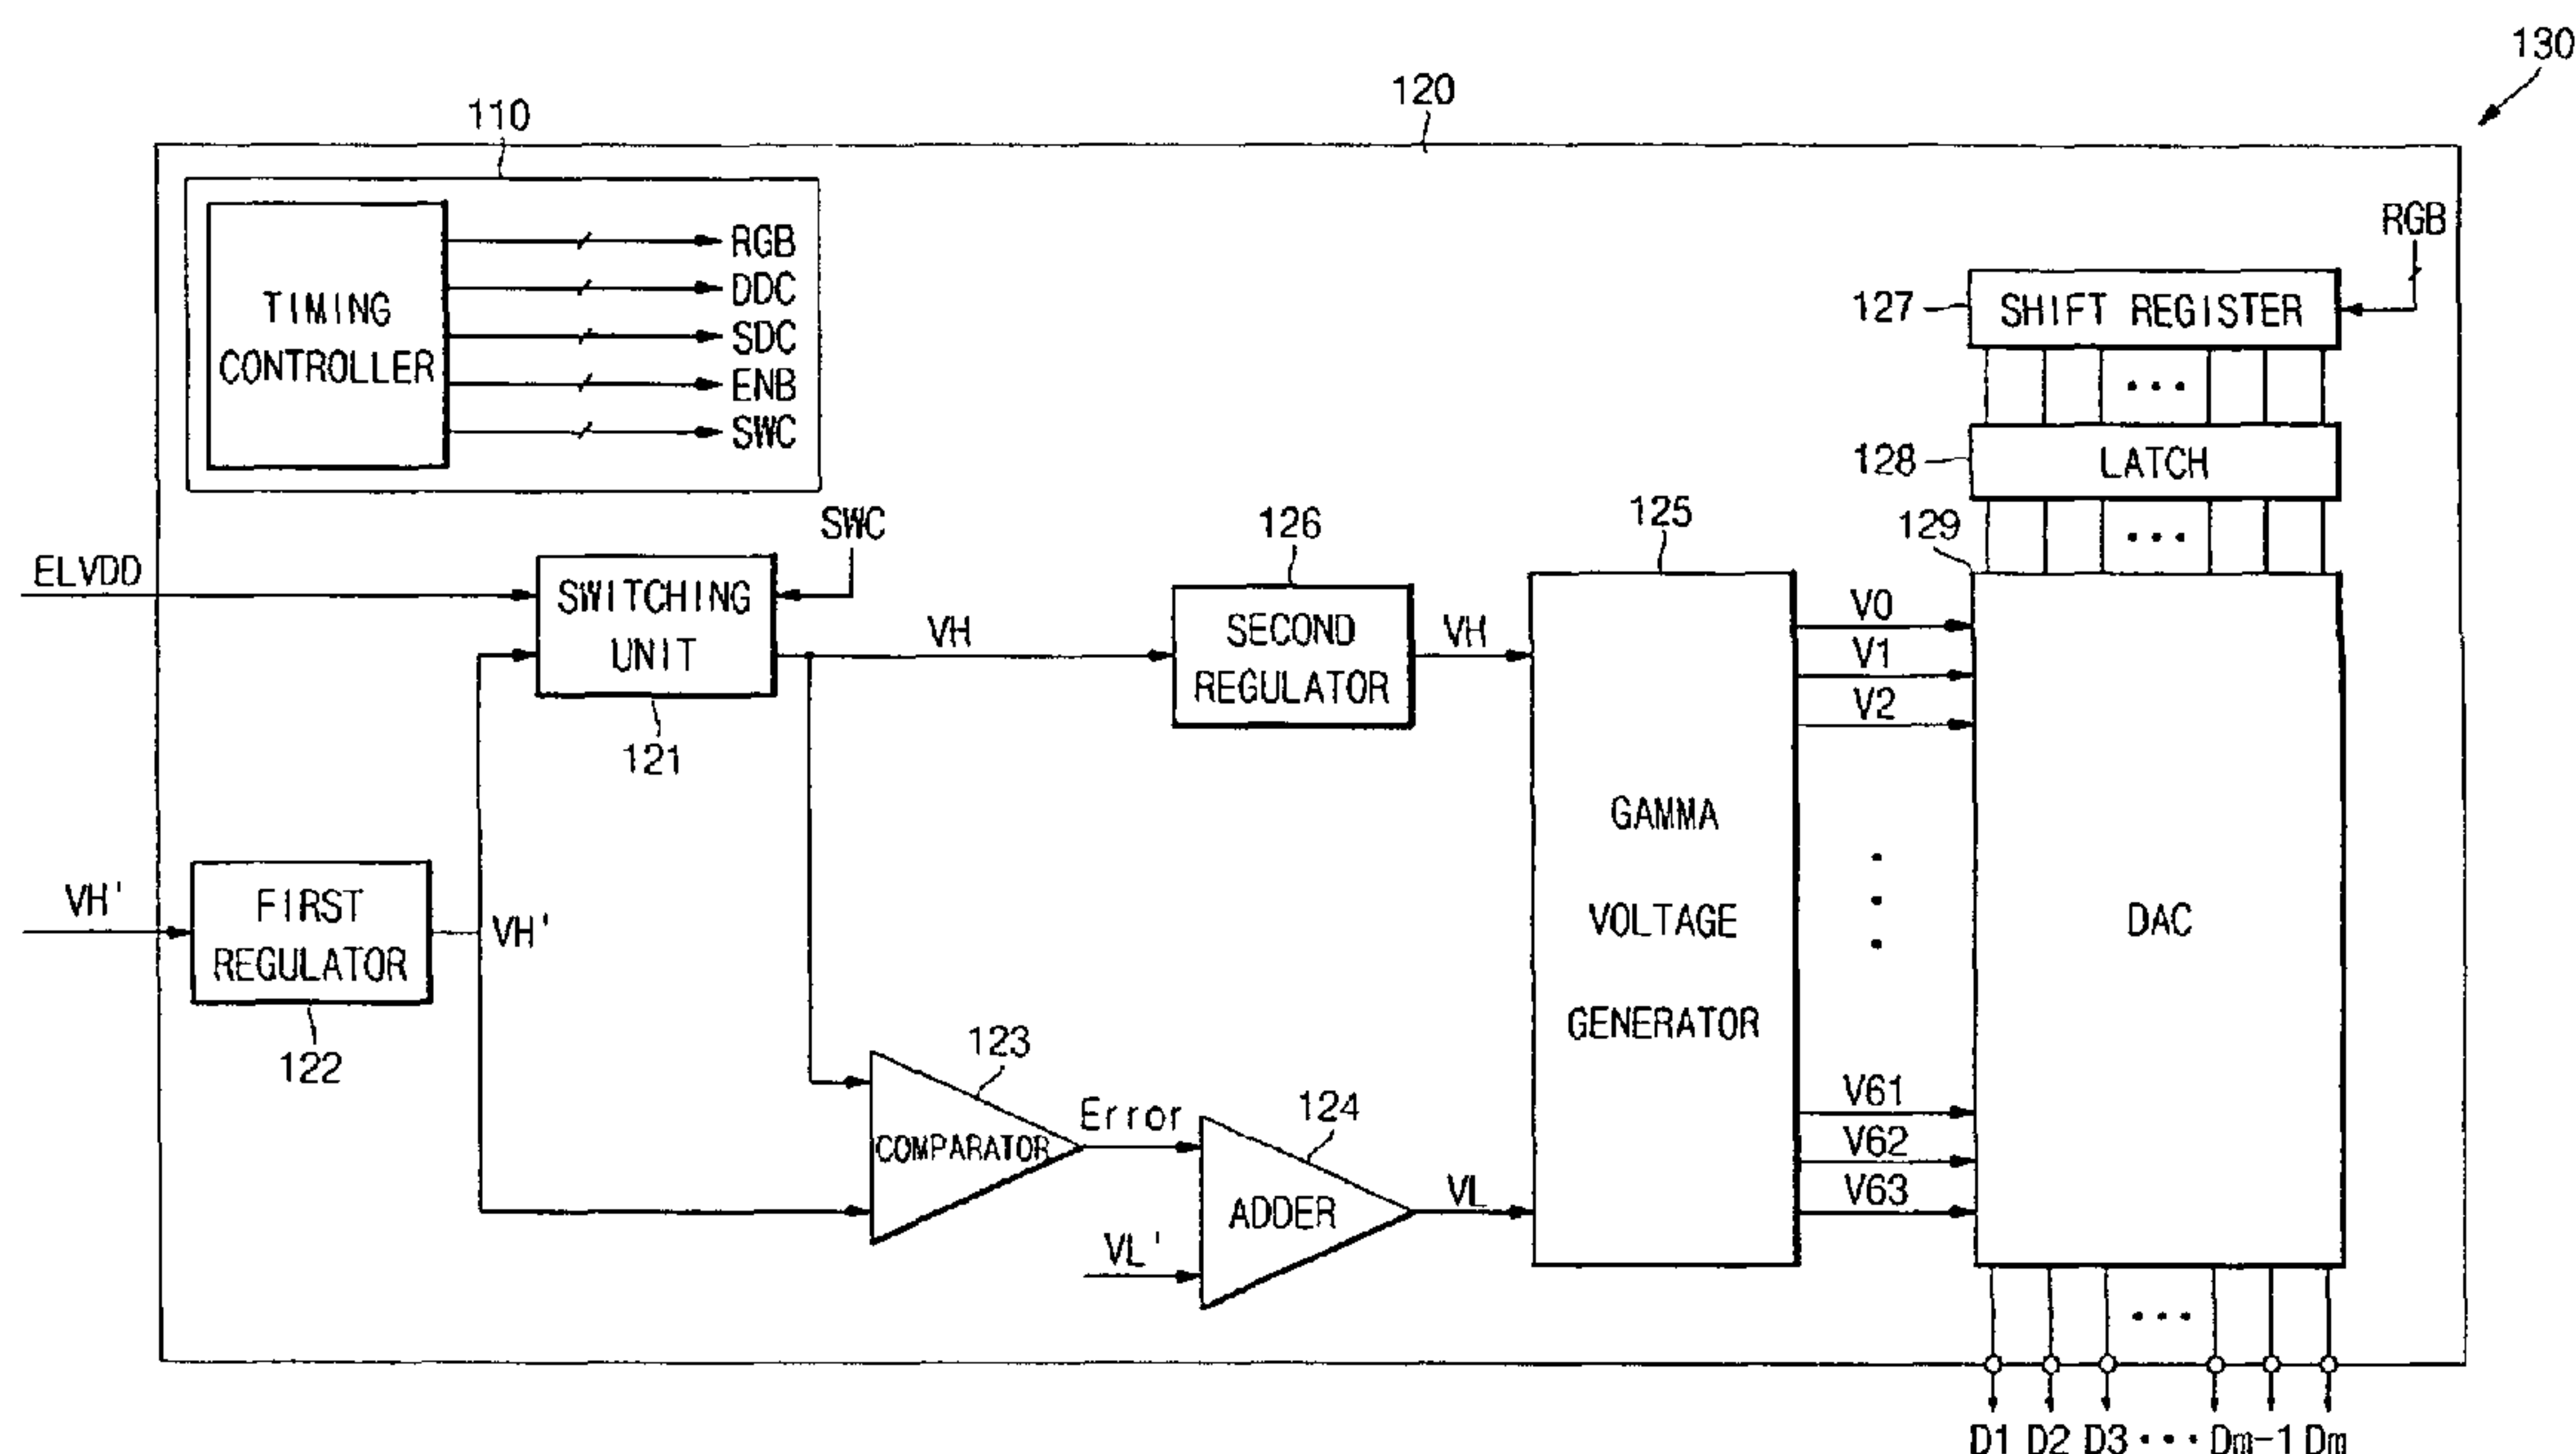 130
120
110
TIMING
CONTROLLER
RGB
DDC
SDC
ENB
SWC
RGB
127
SHIFT REGISTER
• • •
128
LATCH
129
• • •
ELVDD
SWITCHING
UNIT
121
SWC
VH
126
SECOND
REGULATOR
VH
125
GAMMA
VOLTAGE
GENERATOR
V0
V1
V2
V61
V62
V63
DAC
VH'
FIRST
REGULATOR
122
VH'
123
COMPARATOR
Error
124
ADDER
VL'
VL
• • •
D1 D2 D3 • • • Dm-1 Dm